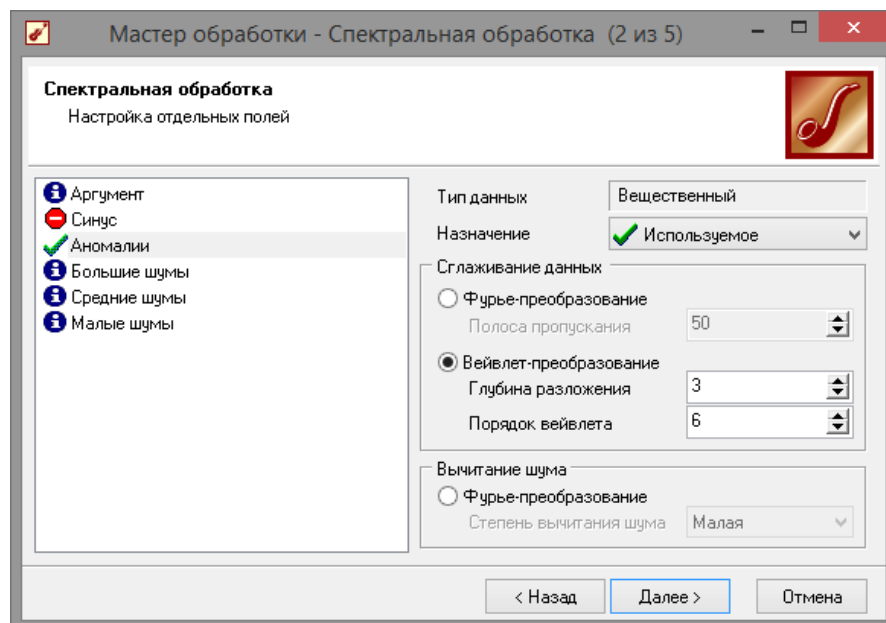 Мастер обработки - Спектральная обработка (2 из 5)
Спектральная обработка
Настройка отдельных полей
Аргумент
Синус
Аномалии
Большие шумы
Средние шумы
Малые шумы
Тип данных Вещественный
Назначение Используемое
Сглаживание данных
Фурье-преобразование
Полоса пропускания 50
Вейвлет-преобразование
Глубина разложения 3
Порядок вейвлета 6
Вычитание шума
Фурье-преобразование
Степень вычитания шума Малая
< Назад Далее > Отмена